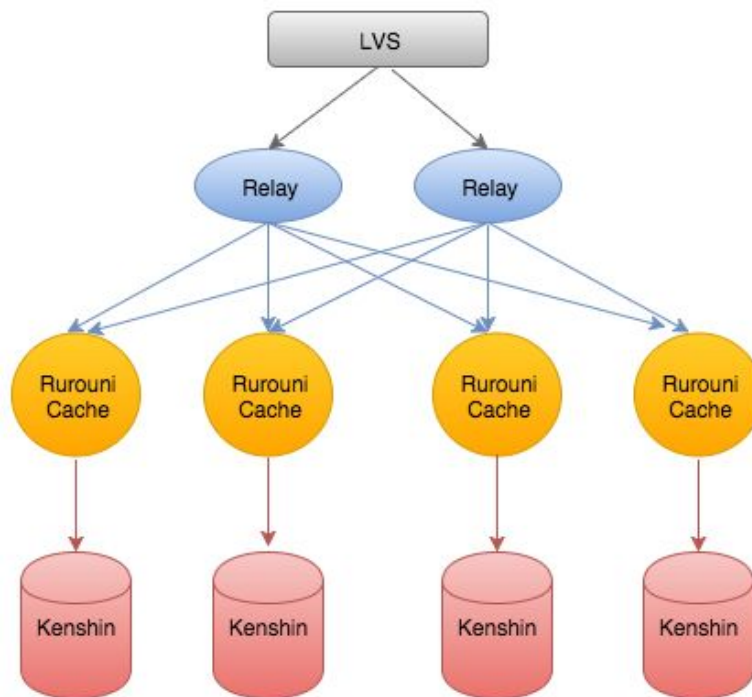 LVS
Relay
Relay
Rurouni
Cache
Rurouni
Cache
Rurouni
Cache
Rurouni
Cache
Kenshin
Kenshin
Kenshin
Kenshin